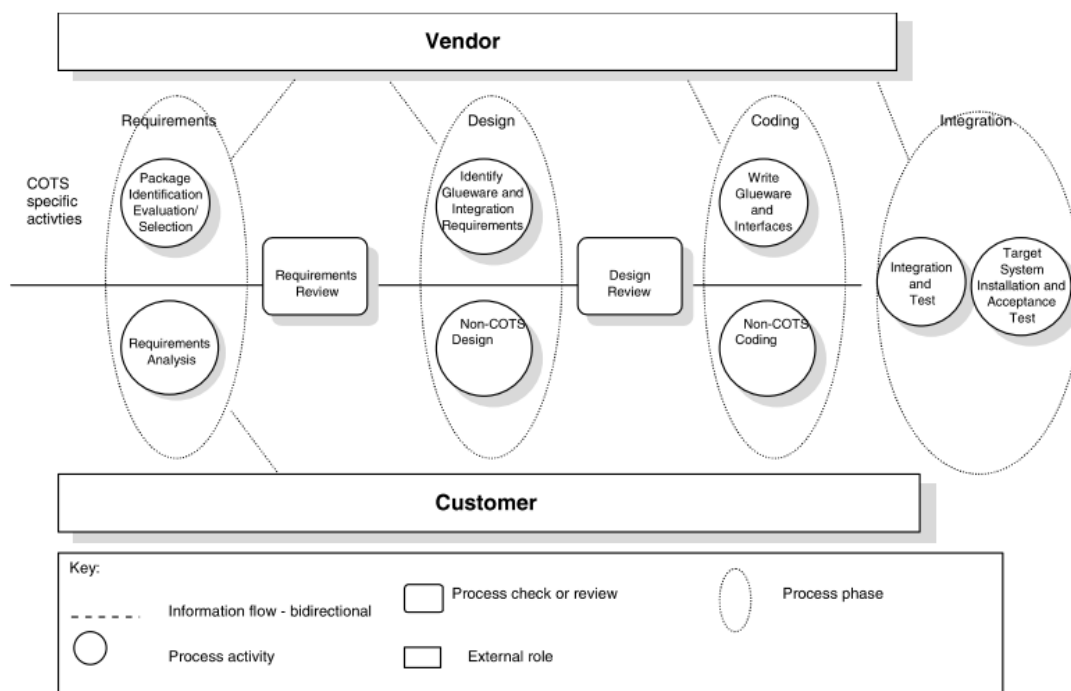 Vendor
Requirements
Design
Coding
Integration
COTS
specific
activties
Package
Identification
Evaluation/
Selection
Identify
Glueware and
Integration
Requirements
Write
Glueware
and
Interfaces
Requirements
Review
Design
Review
Integration
and
Test
Target
System
Installation and
Acceptance
Test
Requirements
Analysis
Non-COTS
Design
Non-COTS
Coding
Customer
Key:
Information flow - bidirectional
Process check or review
Process phase
Process activity
External role